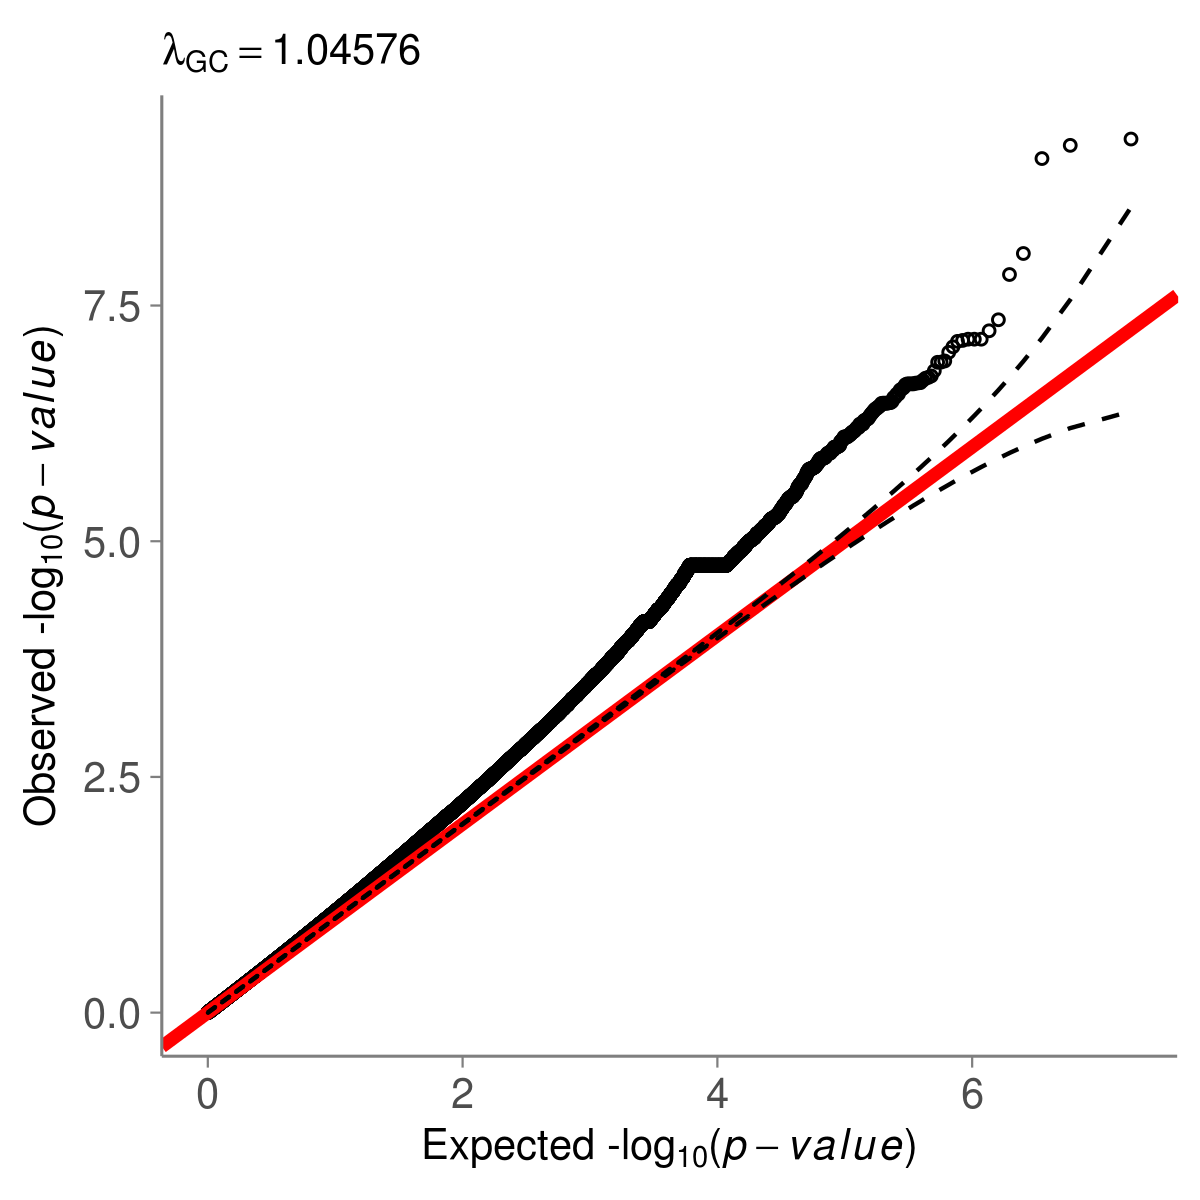 λGC = 1.04576
Observed -log10(p − value)
7.5
5.0
2.5
0.0
0 2 4 6
Expected -log10(p − value)